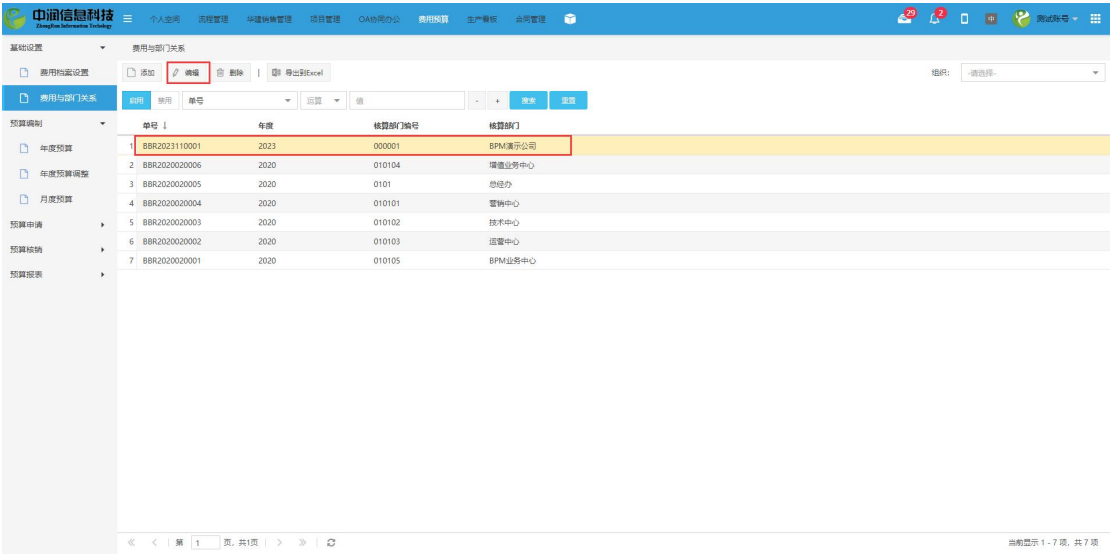 中润信息科技 个人空间 流程管理 华建销售管理 项目管理 OA协同办公 费用预算 生产看板 合同管理 29 2 中 测试账号
ZhongRun Information Techology
基础设置 费用与部门关系
费用档案设置 添加 编辑 删除 | 导出到Excel 组织： -请选择-
费用与部门关系 启用 禁用 单号 运算 值 - + 搜索 重置
预算编制 单号 ↓ 年度 核算部门编号 核算部门
年度预算 1 BBR2023110001 2023 000001 BPM演示公司
2 BBR2020020006 2020 010104 增值业务中心
年度预算调整 3 BBR2020020005 2020 0101 总经办
月度预算 4 BBR2020020004 2020 010101 营销中心
预算申请 5 BBR2020020003 2020 010102 技术中心
预算核销 6 BBR2020020002 2020 010103 运营中心
7 BBR2020020001 2020 010105 BPM业务中心
预算报表
第 1 页, 共1页 当前显示 1 - 7 项, 共 7 项